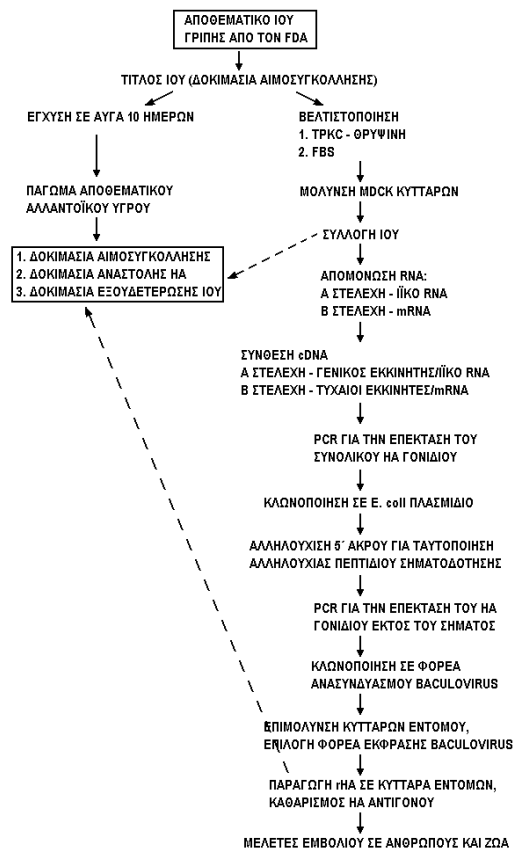 ΑΠΟΘΕΜΑΤΙΚΟ ΙΟΥ
ΓΡΙΠΗΣ ΑΠΟ ΤΟΝ FDA
ΤΙΤΛΟΣ ΙΟΥ (ΔΟΚΙΜΑΣΙΑ ΑΙΜΟΣΥΓΚΟΛΛΗΣΗΣ)
ΕΓΧΥΣΗ ΣΕ ΑΥΓΑ 10 ΗΜΕΡΩΝ
ΠΑΓΩΜΑ ΑΠΟΘΕΜΑΤΙΚΟΥ
ΑΛΛΑΝΤΟΪΚΟΥ ΥΓΡΟΥ
1. ΔΟΚΙΜΑΣΙΑ ΑΙΜΟΣΥΓΚΟΛΛΗΣΗΣ
2. ΔΟΚΙΜΑΣΙΑ ΑΝΑΣΤΟΛΗΣ ΗΑ
3. ΔΟΚΙΜΑΣΙΑ ΕΞΟΥΔΕΤΕΡΩΣΗΣ ΙΟΥ
ΒΕΛΤΙΣΤΟΠΟΙΗΣΗ
1. TPKC - ΘΡΥΨΙΝΗ
2. FBS
ΜΟΛΥΝΣΗ MDCK ΚΥΤΤΑΡΩΝ
ΣΥΛΛΟΓΗ ΙΟΥ
ΑΠΟΜΟΝΩΣΗ RNA:
Α ΣΤΕΛΕΧΗ - ΙΪΚΟ RNA
Β ΣΤΕΛΕΧΗ - mRNA
ΣΥΝΘΕΣΗ cDNA
Α ΣΤΕΛΕΧΗ - ΓΕΝΙΚΟΣ ΕΚΚΙΝΗΤΗΣ/ΙΪΚΟ RNA
Β ΣΤΕΛΕΧΗ - ΤΥΧΑΙΟΙ ΕΚΚΙΝΗΤΕΣ/mRNA
PCR ΓΙΑ ΤΗΝ ΕΠΕΚΤΑΣΗ ΤΟΥ
ΣΥΝΟΛΙΚΟΥ ΗΑ ΓΟΝΙΔΙΟΥ
ΚΛΩΝΟΠΟΙΗΣΗ ΣΕ E. coli ΠΛΑΣΜΙΔΙΟ
ΑΛΛΗΛΟΥΧΙΣΗ 5΄ ΑΚΡΟΥ ΓΙΑ ΤΑΥΤΟΠΟΙΗΣΗ
ΑΛΛΗΛΟΥΧΙΑΣ ΠΕΠΤΙΔΙΟΥ ΣΗΜΑΤΟΔΟΤΗΣΗΣ
PCR ΓΙΑ ΤΗΝ ΕΠΕΚΤΑΣΗ ΤΟΥ ΗΑ
ΓΟΝΙΔΙΟΥ ΕΚΤΟΣ ΤΟΥ ΣΗΜΑΤΟΣ
ΚΛΩΝΟΠΟΙΗΣΗ ΣΕ ΦΟΡΕΑ
ΑΝΑΣΥΝΔΥΑΣΜΟΥ BACULOVIRUS
ΕΠΙΜΟΛΥΝΣΗ ΚΥΤΤΑΡΩΝ ΕΝΤΟΜΟΥ,
ΕΠΙΛΟΓΗ ΦΟΡΕΑ ΕΚΦΡΑΣΗΣ BACULOVIRUS
ΠΑΡΑΓΩΓΗ rHA ΣΕ ΚΥΤΤΑΡΑ ΕΝΤΟΜΩΝ,
ΚΑΘΑΡΙΣΜΟΣ ΗΑ ΑΝΤΙΓΟΝΟΥ
ΜΕΛΕΤΕΣ ΕΜΒΟΛΙΟΥ ΣΕ ΑΝΘΡΩΠΟΥΣ ΚΑΙ ΖΩΑ